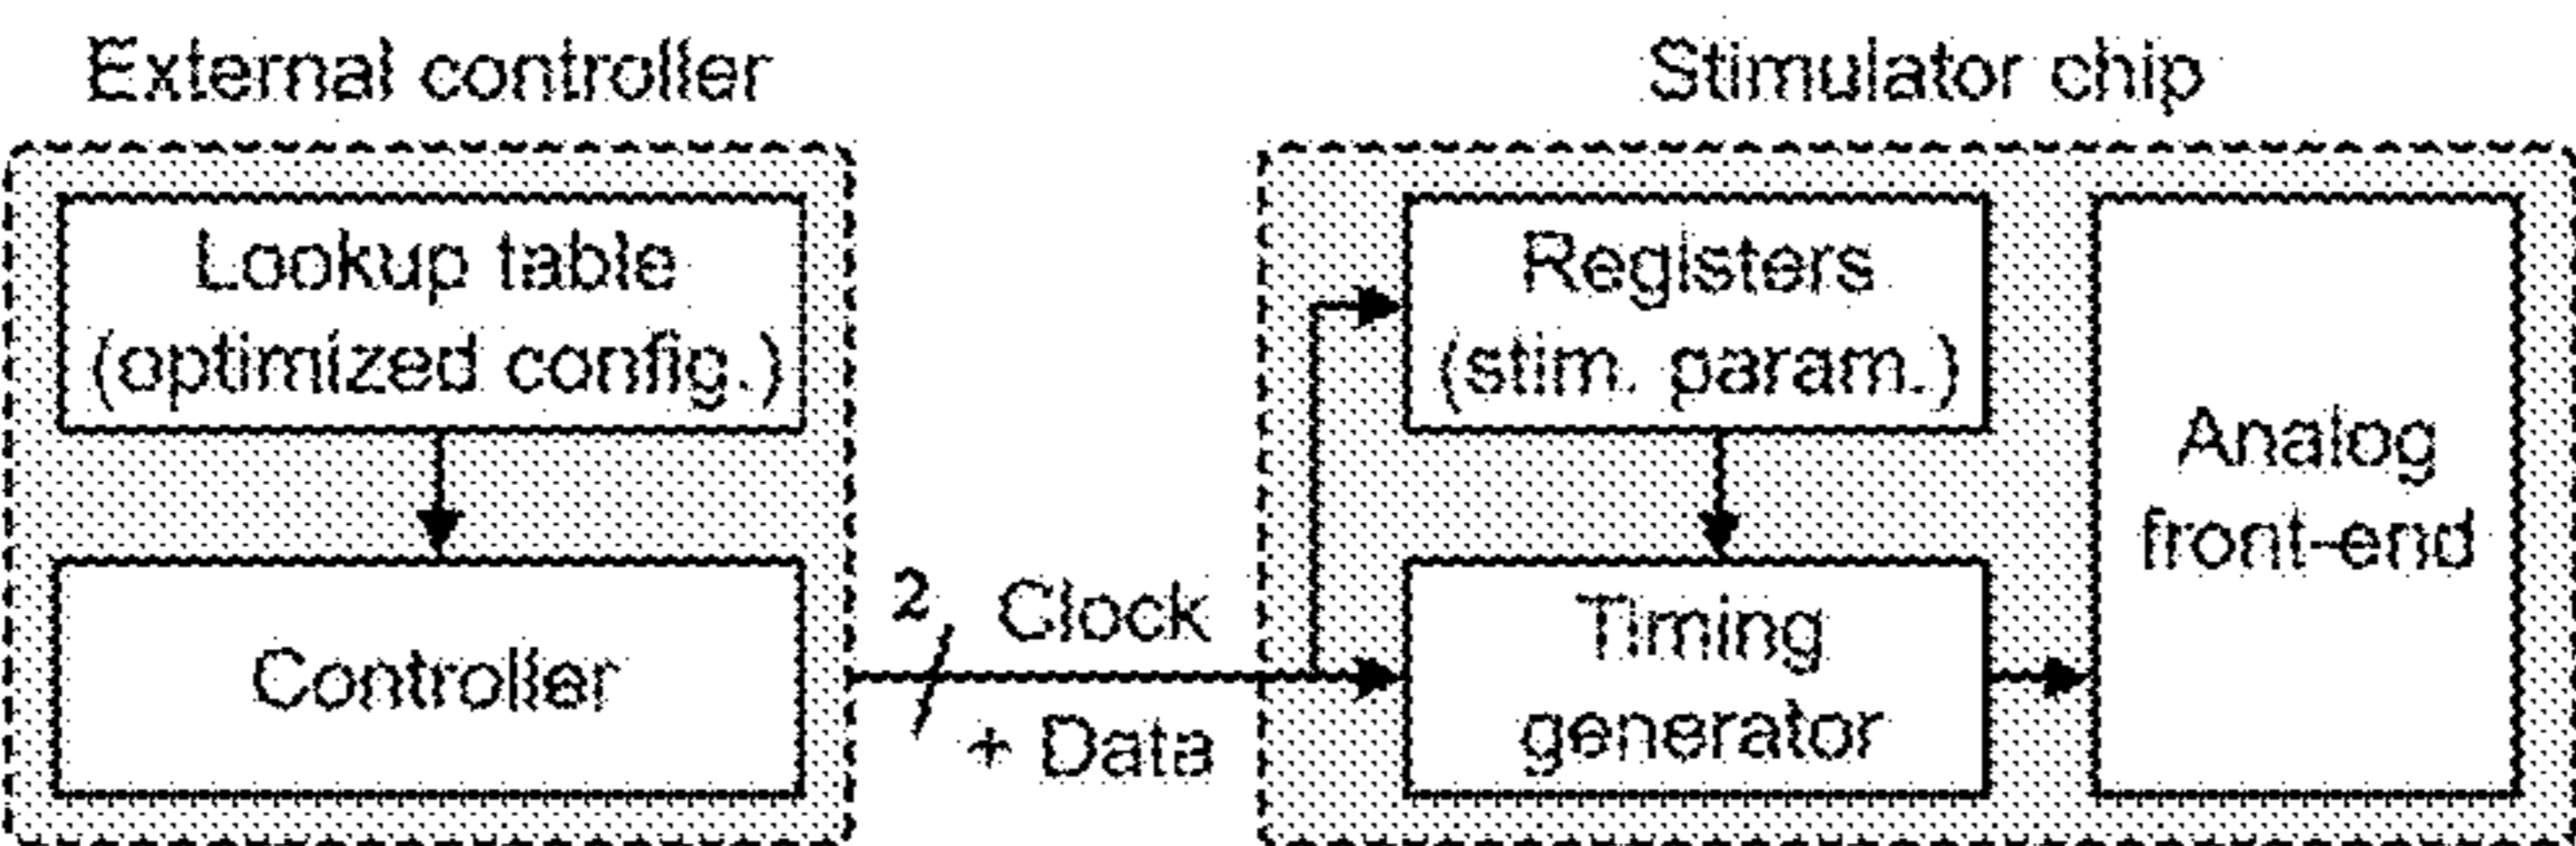 External controller
Stimulator chip
Lookup table
(optimized config.)
Registers
(stim. param.)
Analog
front-end
Controller
2
Clock
+ Data
Timing
generator